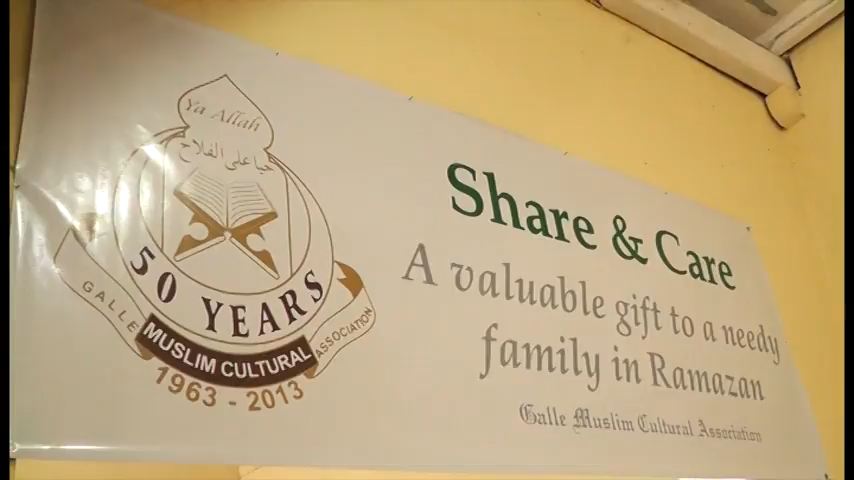 Ya Allah
حيا على الفلاح
50 YEARS
GALLE MUSLIM CULTURAL ASSOCIATION
1963 - 2013
Share & Care
A valuable gift to a needy
family in Ramazan
Galle Muslim Cultural Association